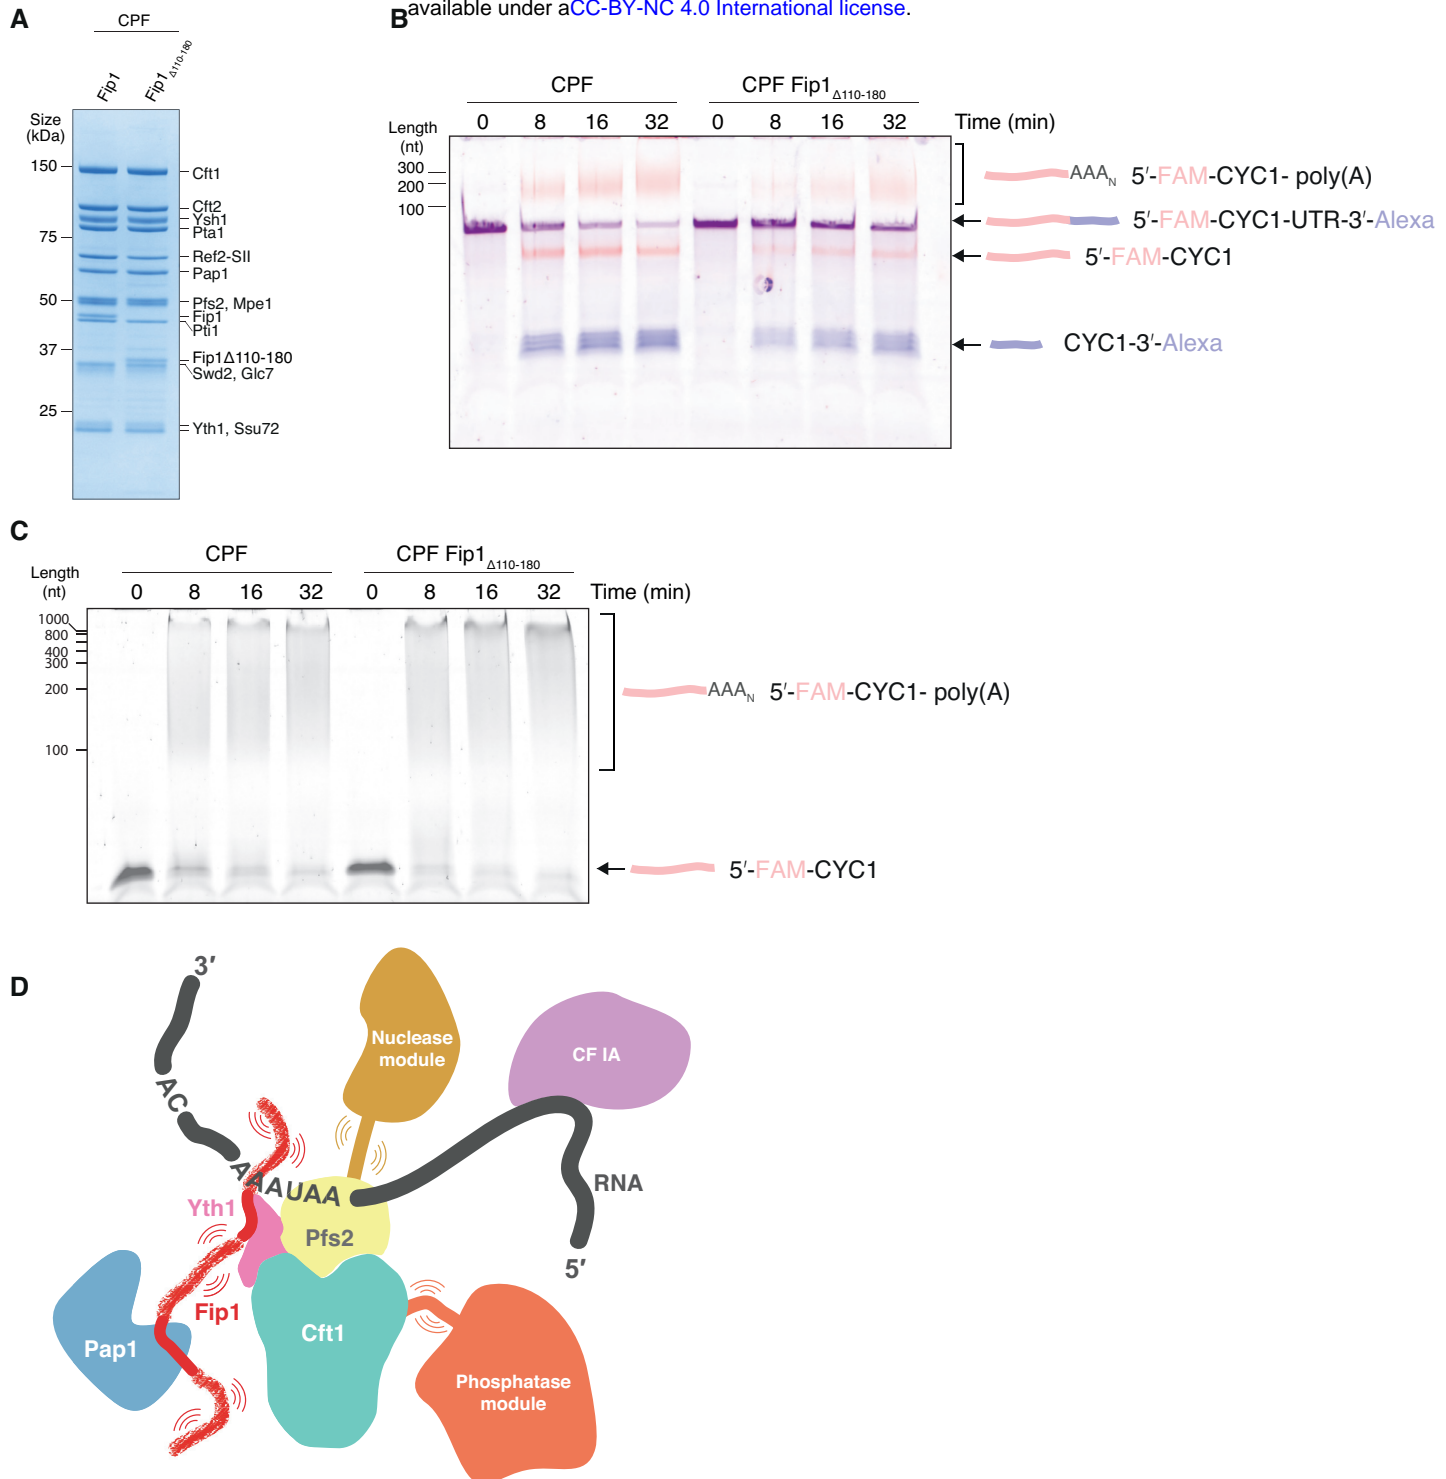 available under aCC-BY-NC 4.0 International license.
A
CPF
Fip1
Fip1Δ110-180
Size
(kDa)
150
75
50
37
25
Cft1
Cft2
Ysh1
Pta1
Ref2-SII
Pap1
Pfs2, Mpe1
Fip1
Pti1
Fip1Δ110-180
Swd2, Glc7
Yth1, Ssu72
B
CPF
CPF Fip1Δ110-180
0 8 16 32 0 8 16 32 Time (min)
Length
(nt)
300
200
100
AAAN 5′-FAM-CYC1- poly(A)
5′-FAM-CYC1-UTR-3′-Alexa
5′-FAM-CYC1
CYC1-3′-Alexa
C
CPF
CPF Fip1Δ110-180
Length
(nt)
0 8 16 32 0 8 16 32 Time (min)
1000
800
400
300
200
100
AAAN 5′-FAM-CYC1- poly(A)
5′-FAM-CYC1
D
3′
AC
AAAUAA
Nuclease
module
CF IA
RNA
5′
Yth1
Pfs2
Fip1
Cft1
Pap1
Phosphatase
module